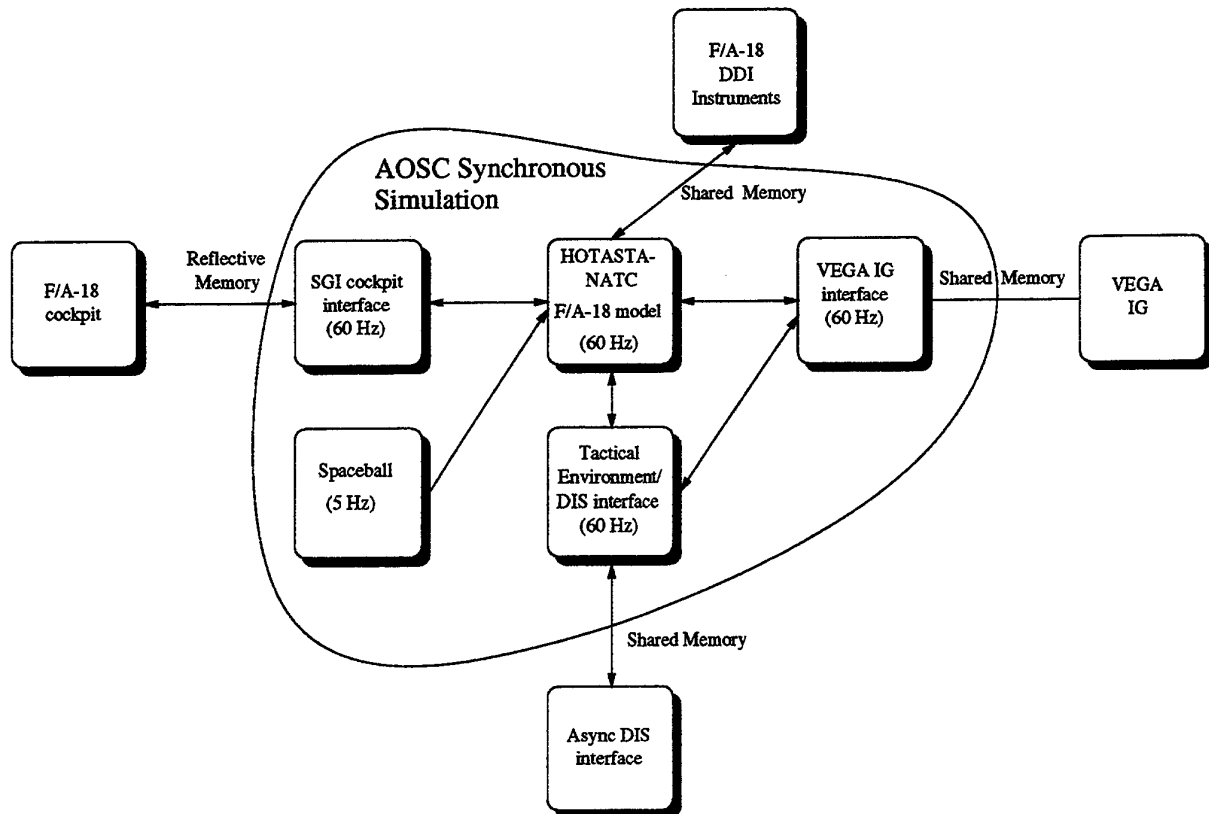 F/A-18
DDI
Instruments
AOSC Synchronous
Simulation
Shared Memory
Reflective
Memory
F/A-18
cockpit
SGI cockpit
interface
(60 Hz)
HOTASTA-
NATC
F/A-18 model
(60 Hz)
VEGA IG
interface
(60 Hz)
Shared Memory
VEGA
IG
Spaceball
(5 Hz)
Tactical
Environment/
DIS interface
(60 Hz)
Shared Memory
Async DIS
interface